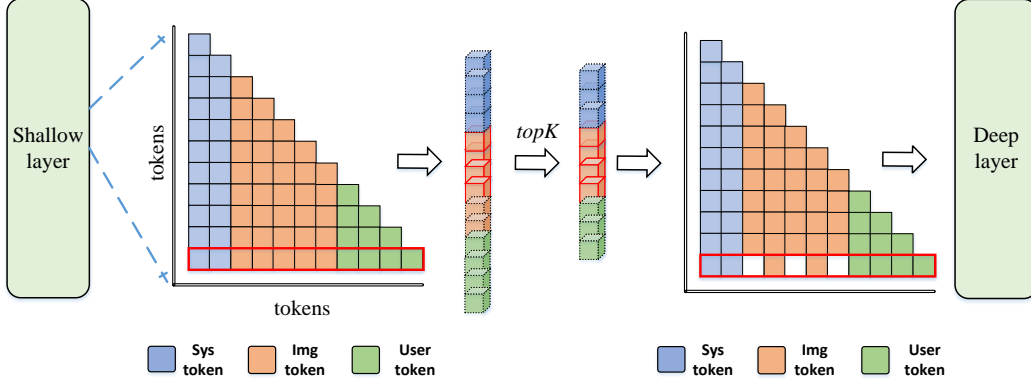 Shallow
layer
tokens
tokens
topK
Deep
layer
Sys
token
Img
token
User
token
Sys
token
Img
token
User
token